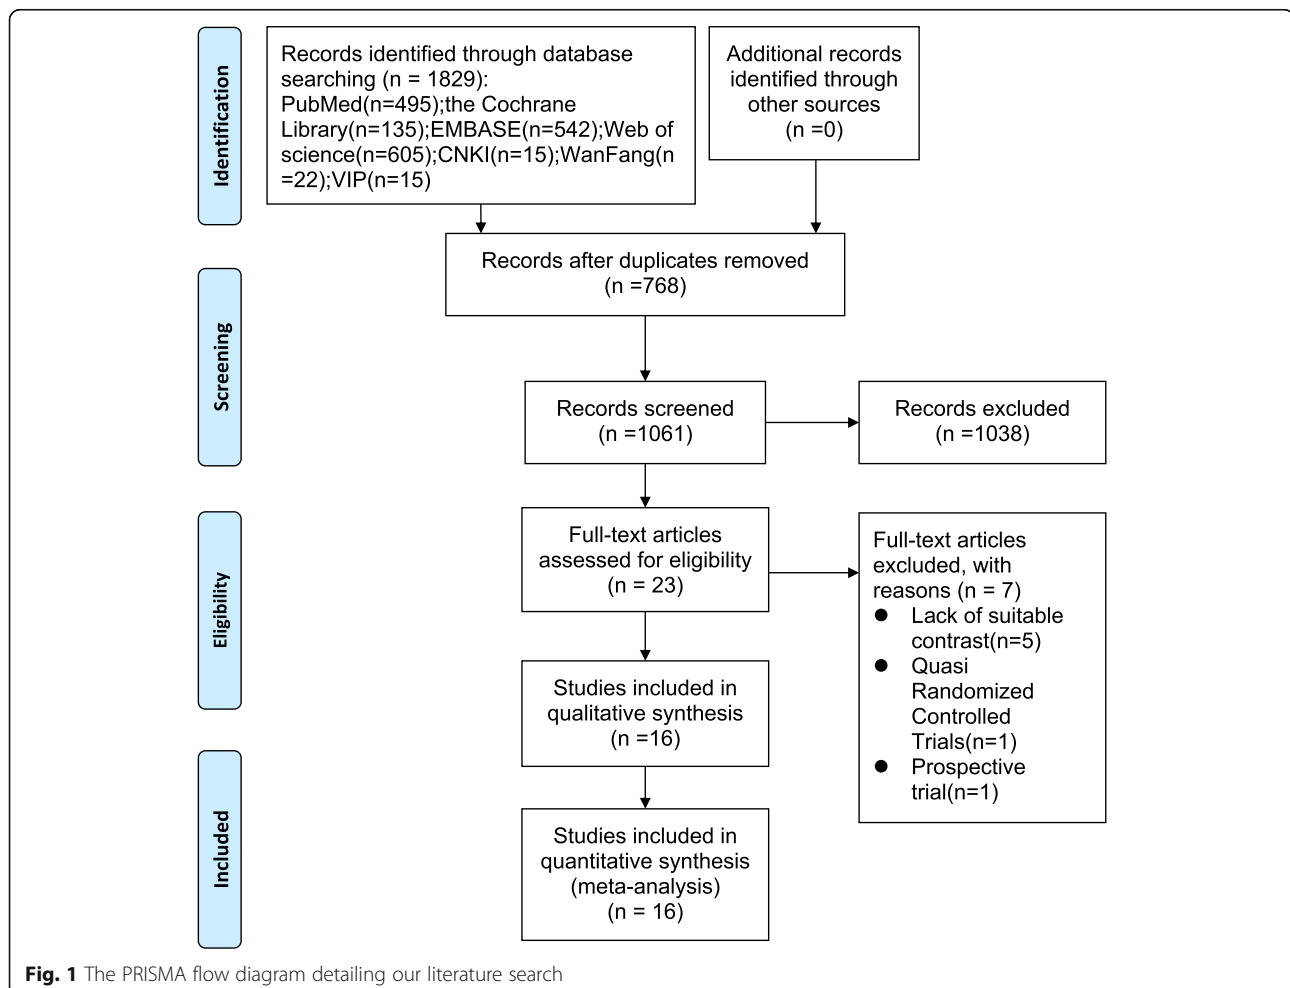 Identification
Records identified through database
searching (n = 1829):
PubMed(n=495);the Cochrane
Library(n=135);EMBASE(n=542);Web of
science(n=605);CNKI(n=15);WanFang(n
=22);VIP(n=15)
Additional records
identified through
other sources
(n =0)
Records after duplicates removed
(n =768)
Screening
Records screened
(n =1061)
Records excluded
(n =1038)
Eligibility
Full-text articles
assessed for eligibility
(n = 23)
Full-text articles
excluded, with
reasons (n = 7)
● Lack of suitable
contrast(n=5)
● Quasi
Randomized
Controlled
Trials(n=1)
● Prospective
trial(n=1)
Studies included in
qualitative synthesis
(n =16)
Included
Studies included in
quantitative synthesis
(meta-analysis)
(n = 16)
Fig. 1 The PRISMA flow diagram detailing our literature search